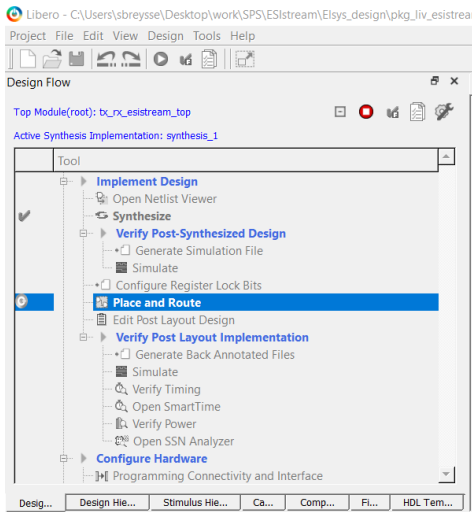 Libero - C:\Users\sbreysse\Desktop\work\SPS\ESIstream\Elsys_design\pkg_liv_esistrea
Project File Edit View Design Tools Help
Design Flow
Top Module(root): tx_rx_esistream_top
Active Synthesis Implementation: synthesis_1
Tool
Implement Design
Open Netlist Viewer
Synthesize
Verify Post-Synthesized Design
Generate Simulation File
Simulate
Configure Register Lock Bits
Place and Route
Edit Post Layout Design
Verify Post Layout Implementation
Generate Back Annotated Files
Simulate
Verify Timing
Open SmartTime
Verify Power
Open SSN Analyzer
Configure Hardware
Programming Connectivity and Interface
Desig... Design Hie... Stimulus Hie... Ca... Comp... Fi... HDL Tem...